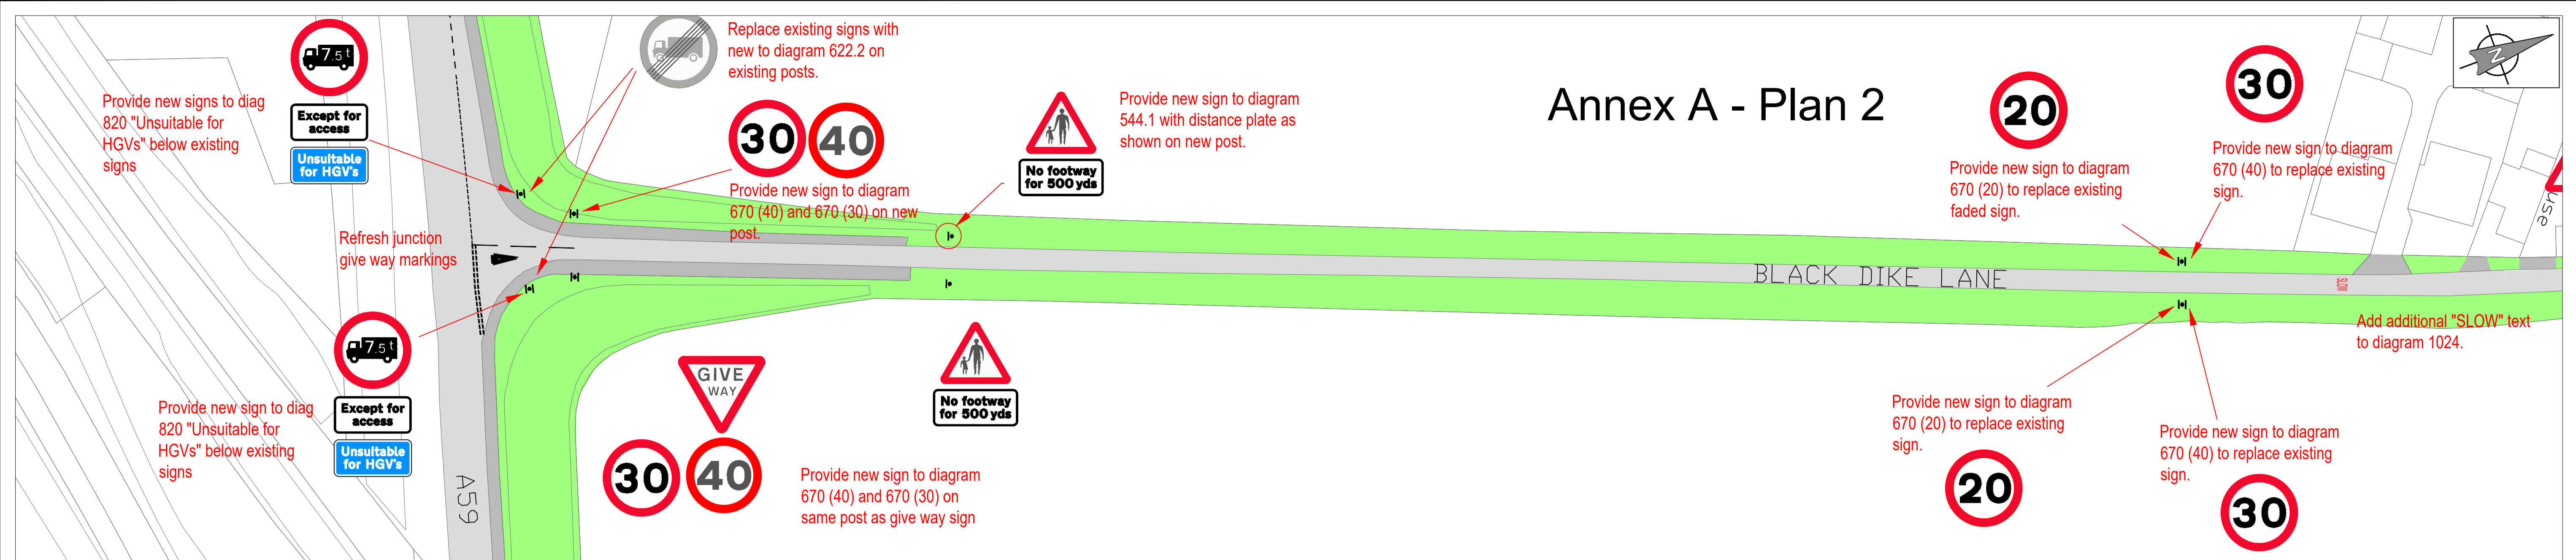 7.5 t
Except for
access
Unsuitable
for HGV's
Provide new signs to diag
820 "Unsuitable for
HGVs" below existing
signs
Replace existing signs with
new to diagram 622.2 on
existing posts.
30
40
Provide new sign to diagram
670 (40) and 670 (30) on new
post.
No footway
for 500 yds
Provide new sign to diagram
544.1 with distance plate as
shown on new post.
Annex A - Plan 2
20
Provide new sign to diagram
670 (20) to replace existing
faded sign.
30
Provide new sign to diagram
670 (40) to replace existing
sign.
N
Refresh junction
give way markings
BLACK DIKE LANE
SLOW
Add additional "SLOW" text
to diagram 1024.
7.5 t
Except for
access
Unsuitable
for HGV's
Provide new sign to diag
820 "Unsuitable for
HGVs" below existing
signs
A59
GIVE
WAY
30
40
Provide new sign to diagram
670 (40) and 670 (30) on
same post as give way sign
No footway
for 500 yds
Provide new sign to diagram
670 (20) to replace existing
sign.
20
Provide new sign to diagram
670 (40) to replace existing
sign.
30